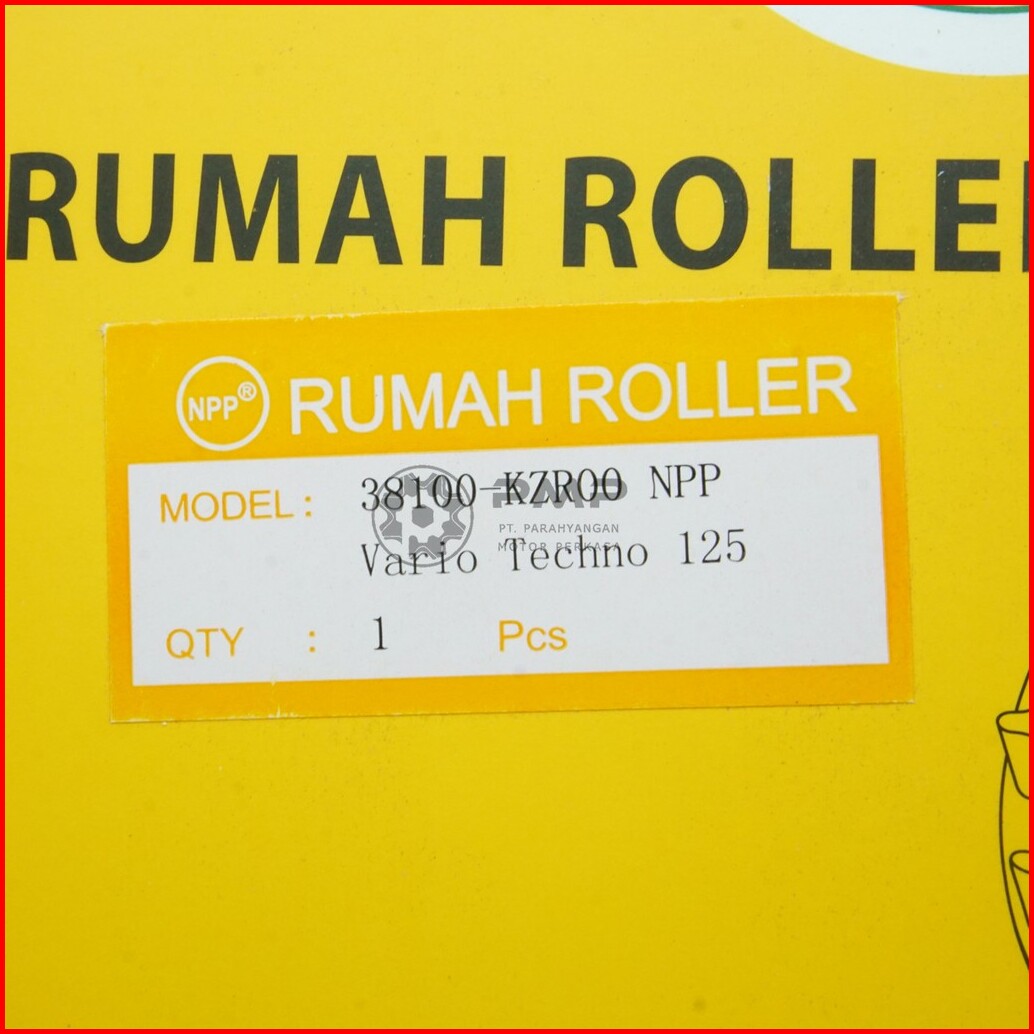 RUMAH ROLLE
NPP® RUMAH ROLLER
MODEL : 38100-KZR00 NPP
PMP
PT. PARAHYANGAN
MOTOR PERKASA
Vario Techno 125
QTY : 1 Pcs